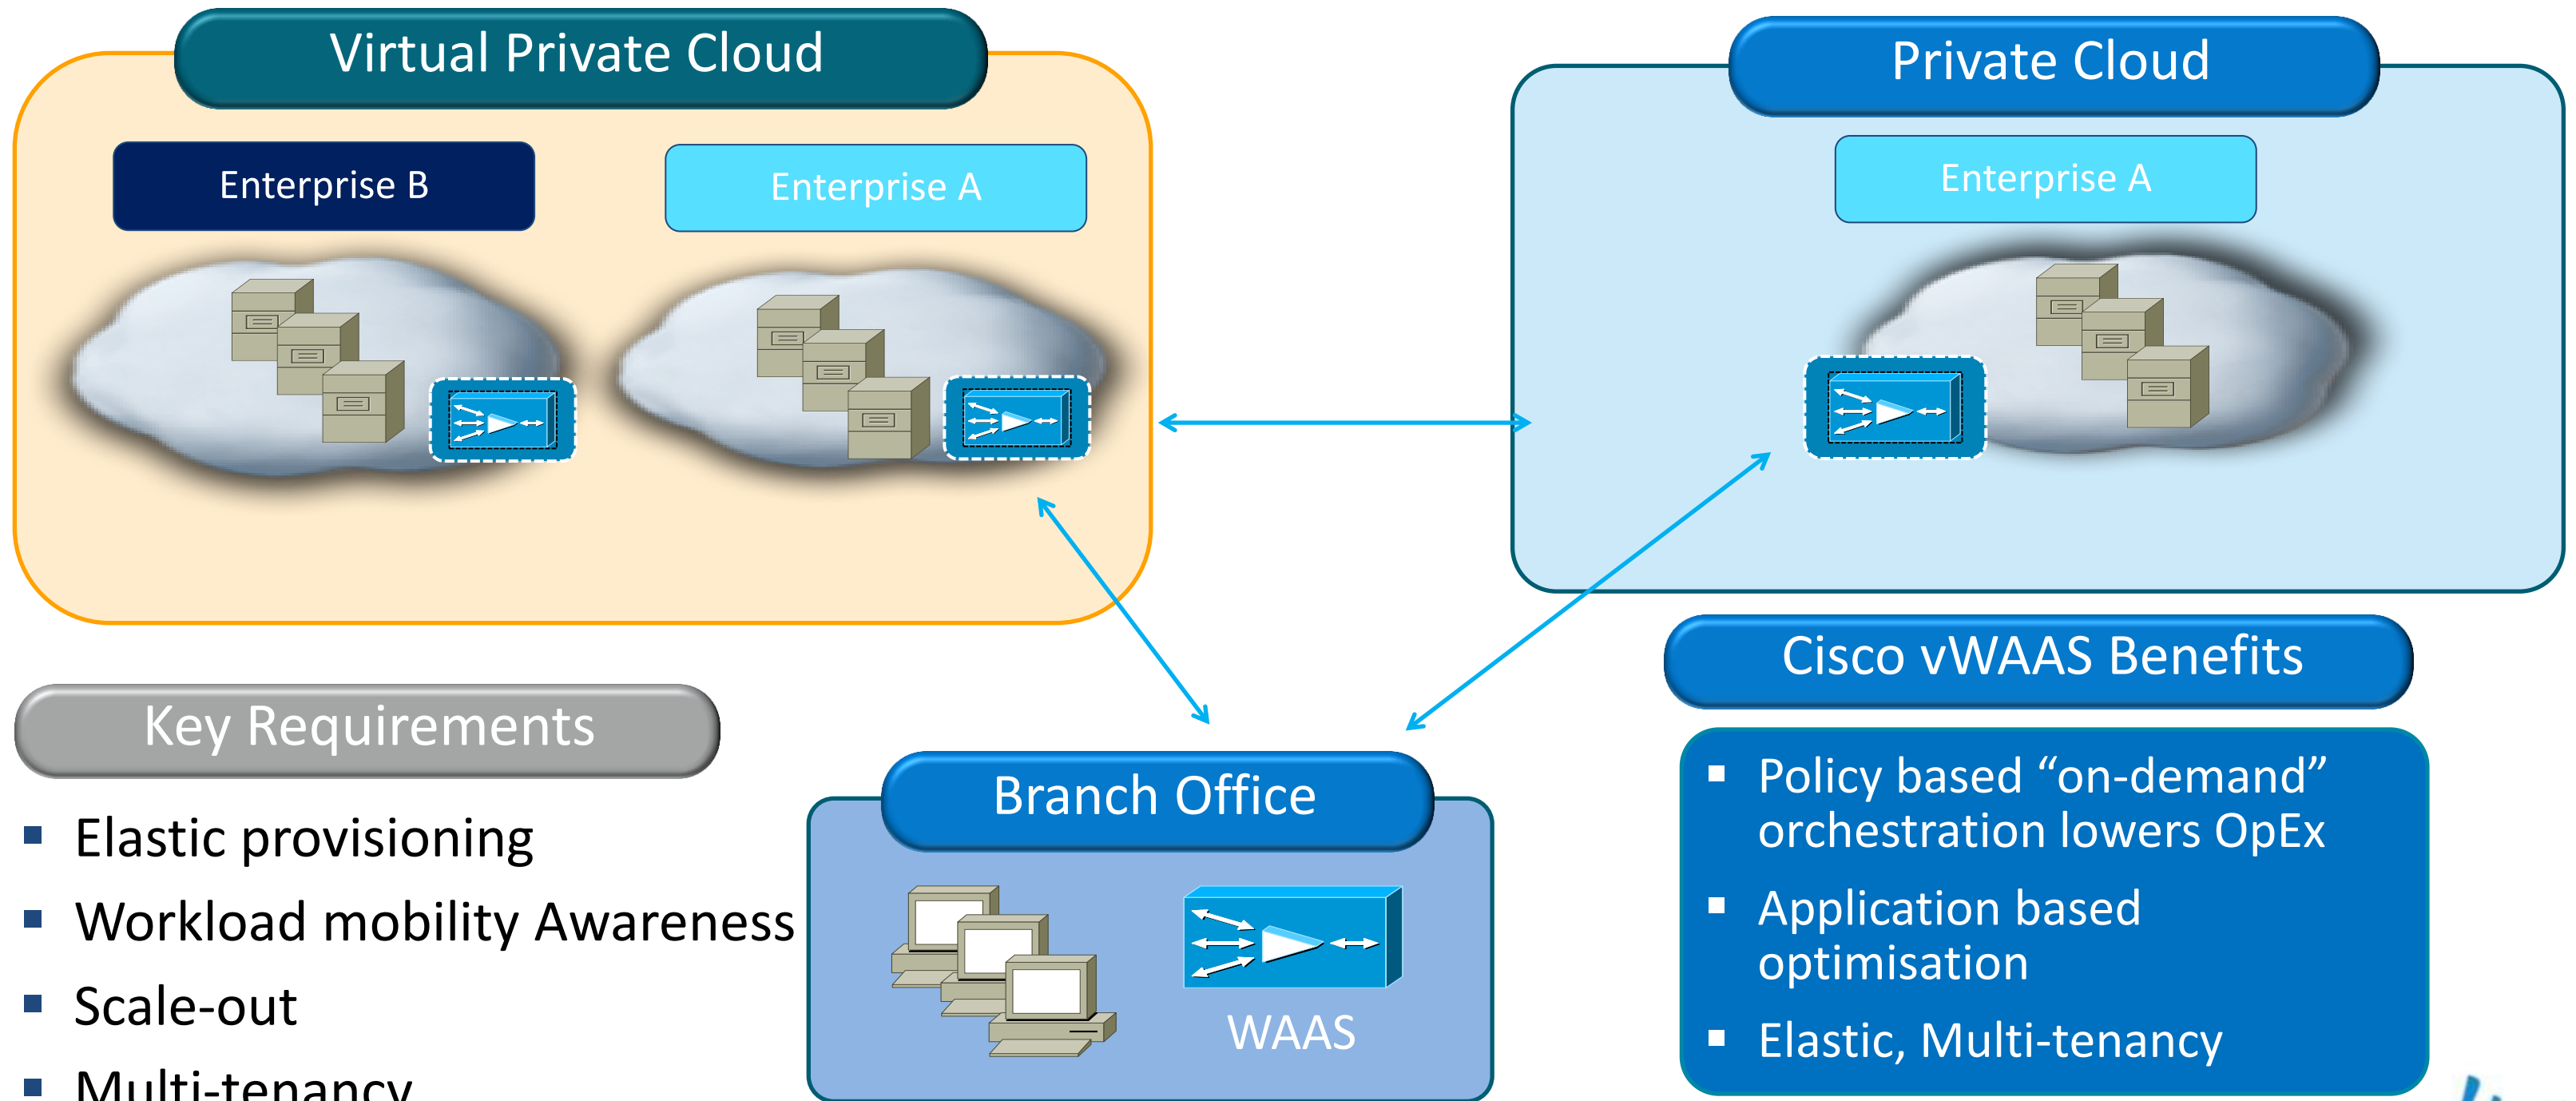 Virtual Private Cloud
Private Cloud
Enterprise B
Enterprise A
Enterprise A
Key Requirements
Elastic provisioning
Workload mobility Awareness
Scale-out
Multi-tenancy
Branch Office
WAAS
Cisco vWAAS Benefits
Policy based “on-demand”
orchestration lowers OpEx
Application based
optimisation
Elastic, Multi-tenancy